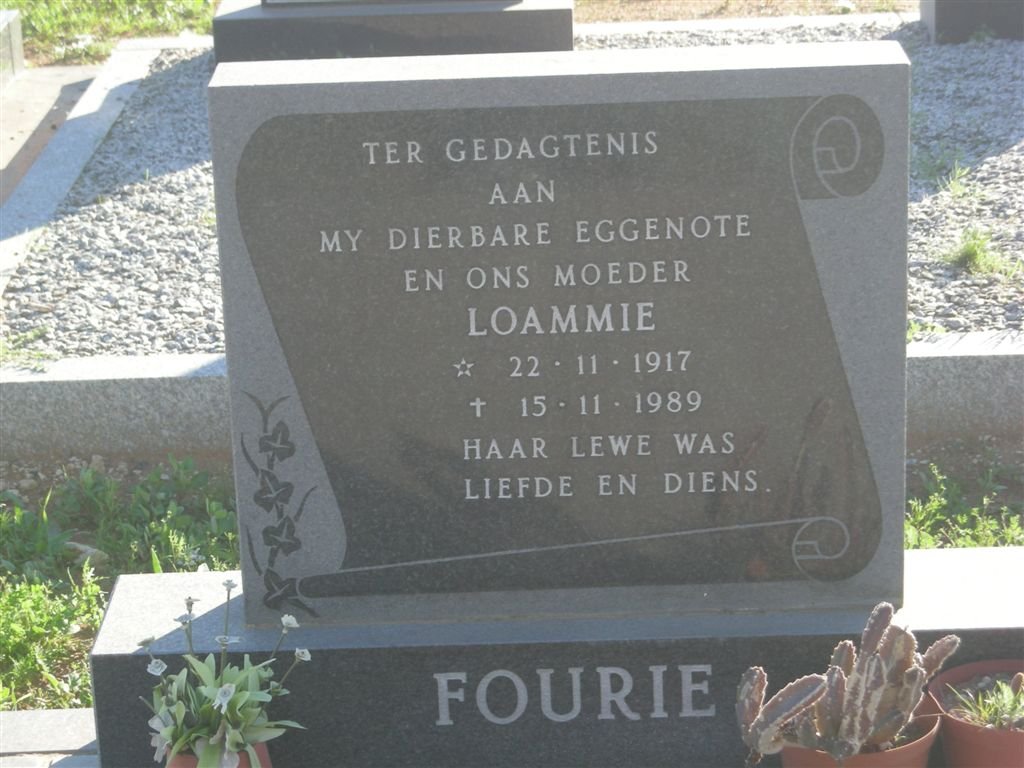 TER GEDAGTENIS
AAN
MY DIERBARE EGGENOTE
EN ONS MOEDER
LOAMMIE
☆ 22 · 11 · 1917
✝ 15 · 11 · 1989
HAAR LEWE WAS
LIEFDE EN DIENS.
FOURIE